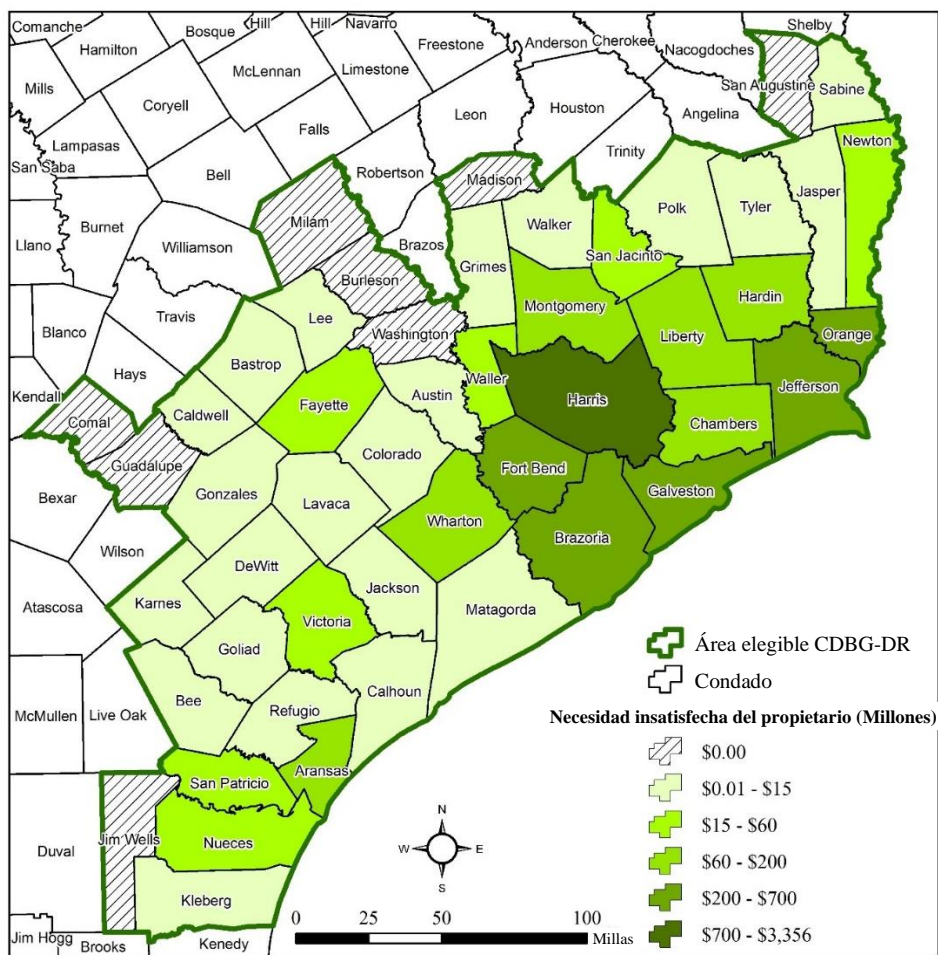 Comanche
Hill
Bosque
Hill
Navarro
Shelby
Hamilton
Freestone
Anderson
Cherokee
Nacogdoches
McLennan
Limestone
San Augustine
Sabine
Mills
Coryell
Leon
Houston
Angelina
Falls
Newton
Lampasas
Trinity
San Saba
Bell
Robertson
Madison
Jasper
Burnet
Milam
Walker
Polk
Tyler
Llano
Williamson
Brazos
San Jacinto
Grimes
Burleson
Montgomery
Hardin
Blanco
Travis
Lee
Washington
Liberty
Orange
Bastrop
Waller
Jefferson
Hays
Austin
Harris
Kendall
Fayette
Caldwell
Chambers
Comal
Colorado
Guadalupe
Fort Bend
Bexar
Gonzales
Lavaca
Galveston
Wharton
Brazoria
Wilson
DeWitt
Jackson
Atascosa
Karnes
Matagorda
Victoria
Goliad
Calhoun
Bee
Refugio
McMullen
Live Oak
Aransas
San Patricio
Jim Wells
Nueces
Duval
Kleberg
Jim Hogg
Brooks
Kenedy
Área elegible CDBG-DR
Condado
Necesidad insatisfecha del propietario (Millones)
$0.00
$0.01 - $15
$15 - $60
$60 - $200
$200 - $700
$700 - $3,356
N
W
E
S
0 25 50 100
Millas